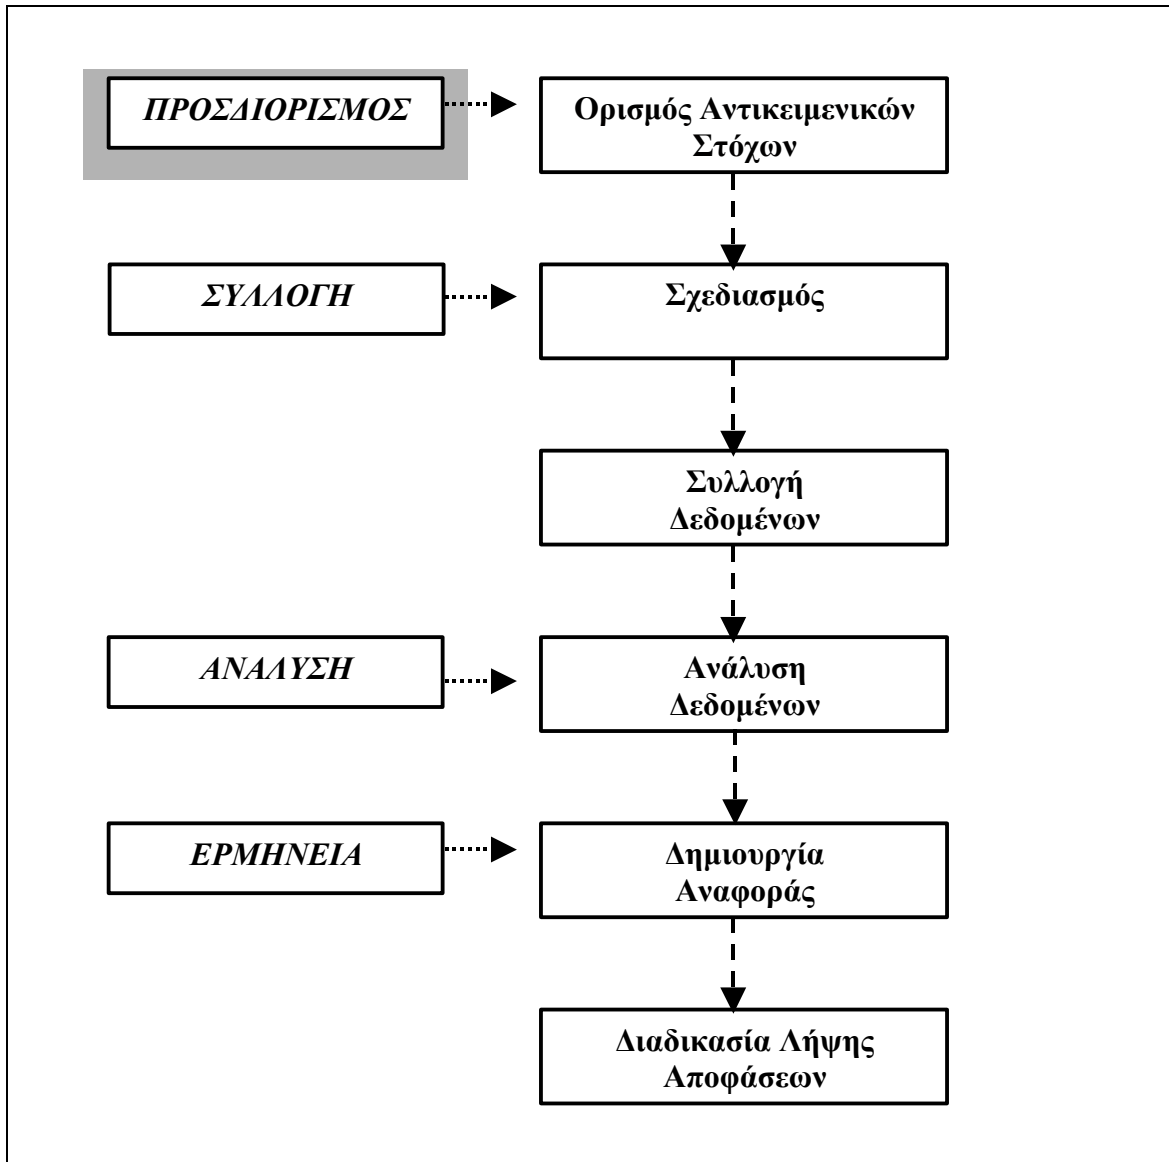 ΠΡΟΣΔΙΟΡΙΣΜΟΣ
Ορισμός Αντικειμενικών
Στόχων
ΣΥΛΛΟΓΗ
Σχεδιασμός
Συλλογή
Δεδομένων
ΑΝΑΛΥΣΗ
Ανάλυση
Δεδομένων
ΕΡΜΗΝΕΙΑ
Δημιουργία
Αναφοράς
Διαδικασία Λήψης
Αποφάσεων